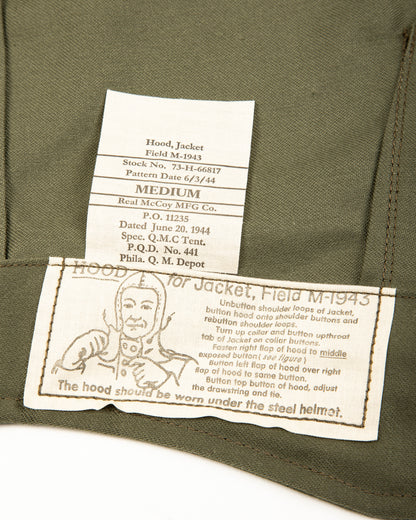 Hood, Jacket
Field M-1943
Stock No. 73-H-66817
Pattern Date 6/3/44
MEDIUM
Real McCoy MFG Co.
P.O. 11235
Dated June 20. 1944
Spec. Q.M.C Tent.
P.Q.D. No. 441
Phila. Q. M. Depot
HOOD for Jacket, Field M-1943
Unbutton shoulder loops of Jacket,
button hood onto shoulder buttons and
rebutton shoulder loops.
Turn up collar and button upthroat
tab of Jacket on collar buttons.
Fasten right flap of hood to middle
exposed button (see figure)
Button left flap of hood over right
flap of hood to same button.
Button top button of hood, adjust
the drawstring and tie.
The hood should be worn under the steel helmet.